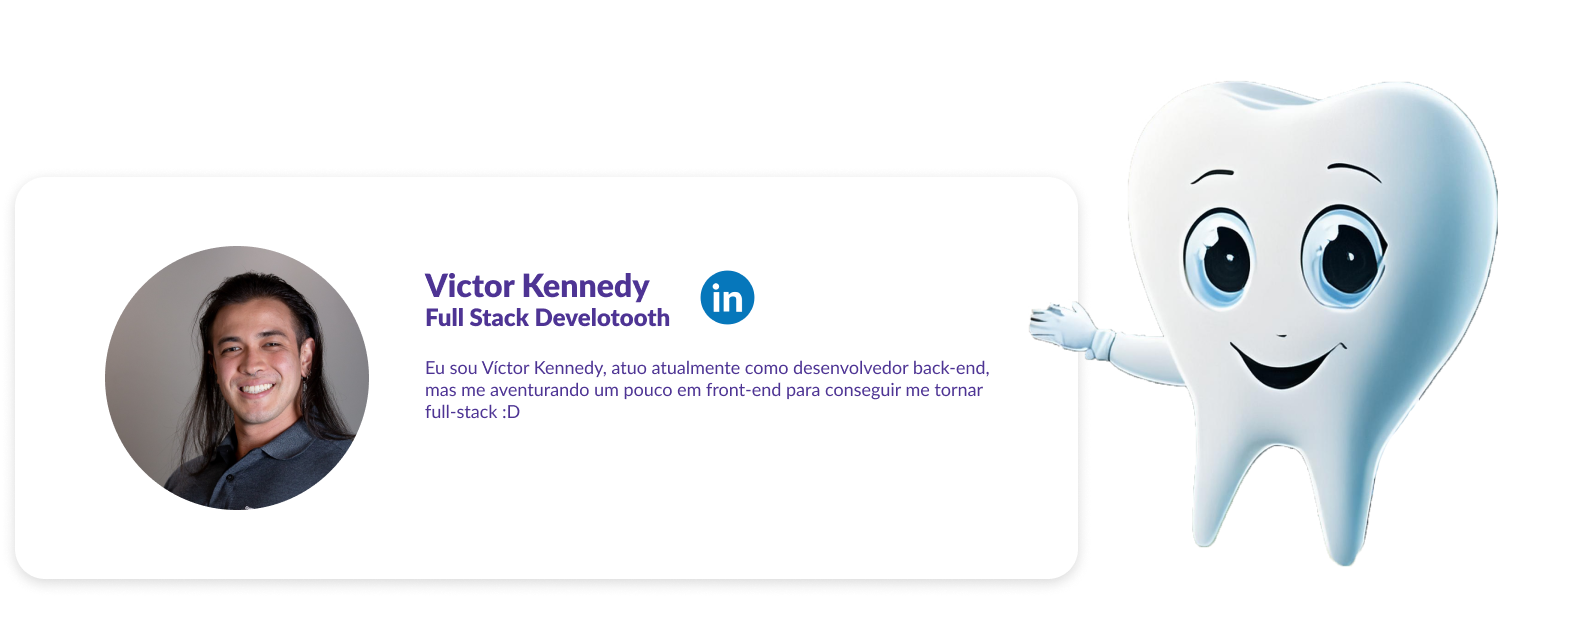 Victor Kennedy
Full Stack Develotooth
in
Eu sou Víctor Kennedy, atuo atualmente como desenvolvedor back-end,
mas me aventurando um pouco em front-end para conseguir me tornar
full-stack :D